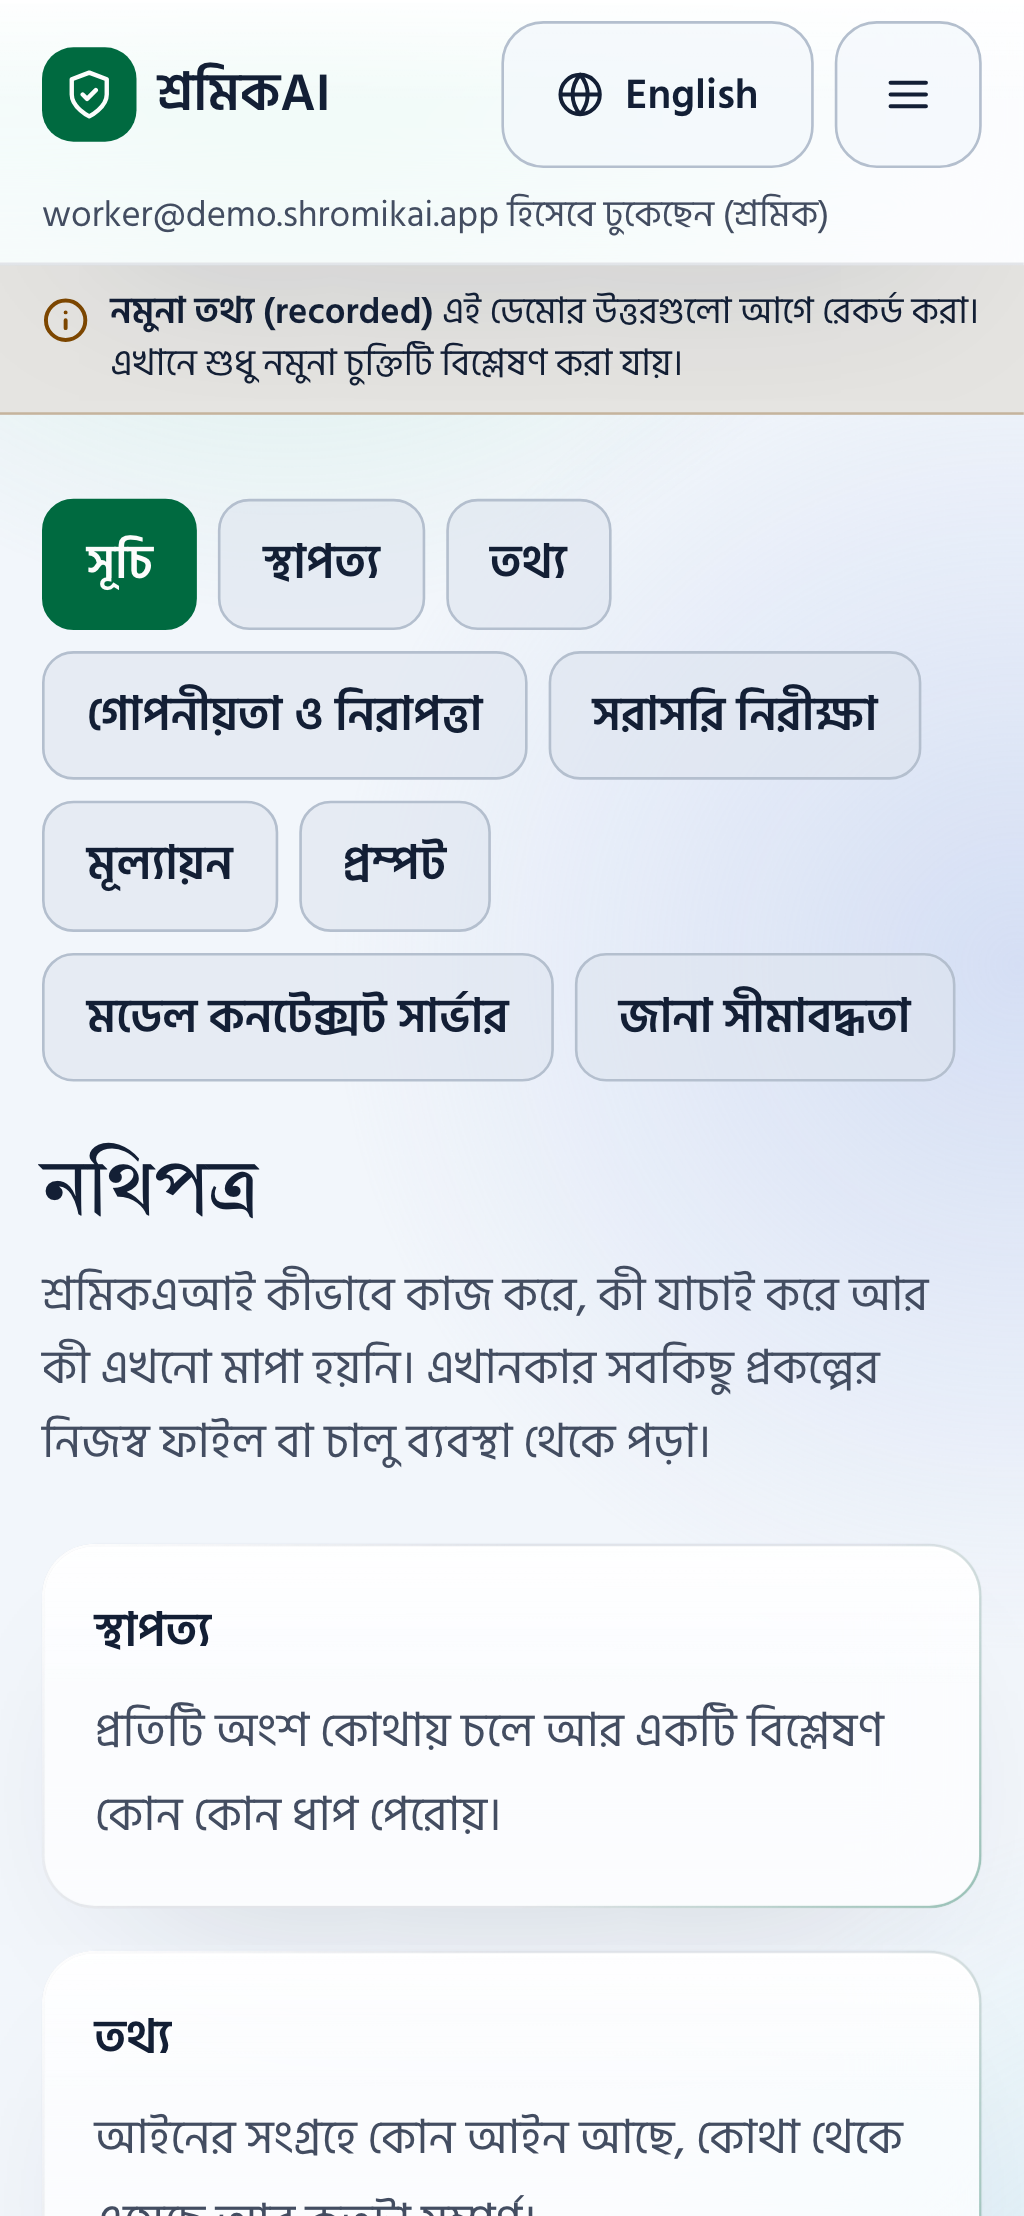 শ্রমিকAI
English
worker@demo.shromikai.app হিসেবে ঢুকেছেন (শ্রমিক)
নমুনা তথ্য (recorded) এই ডেমোর উত্তরগুলো আগে রেকর্ড করা।
এখানে শুধু নমুনা চুক্তিটি বিশ্লেষণ করা যায়।
সূচি
স্থাপত্য
তথ্য
গোপনীয়তা ও নিরাপত্তা
সরাসরি নিরীক্ষা
মূল্যায়ন
প্রম্পট
মডেল কনটেক্সট সার্ভার
জানা সীমাবদ্ধতা
নথিপত্র
শ্রমিকএআই কীভাবে কাজ করে, কী যাচাই করে আর
কী এখনো মাপা হয়নি। এখানকার সবকিছু প্রকল্পের
নিজস্ব ফাইল বা চালু ব্যবস্থা থেকে পড়া।
স্থাপত্য
প্রতিটি অংশ কোথায় চলে আর একটি বিশ্লেষণ
কোন কোন ধাপ পেরোয়।
তথ্য
আইনের সংগ্রহে কোন আইন আছে, কোথা থেকে